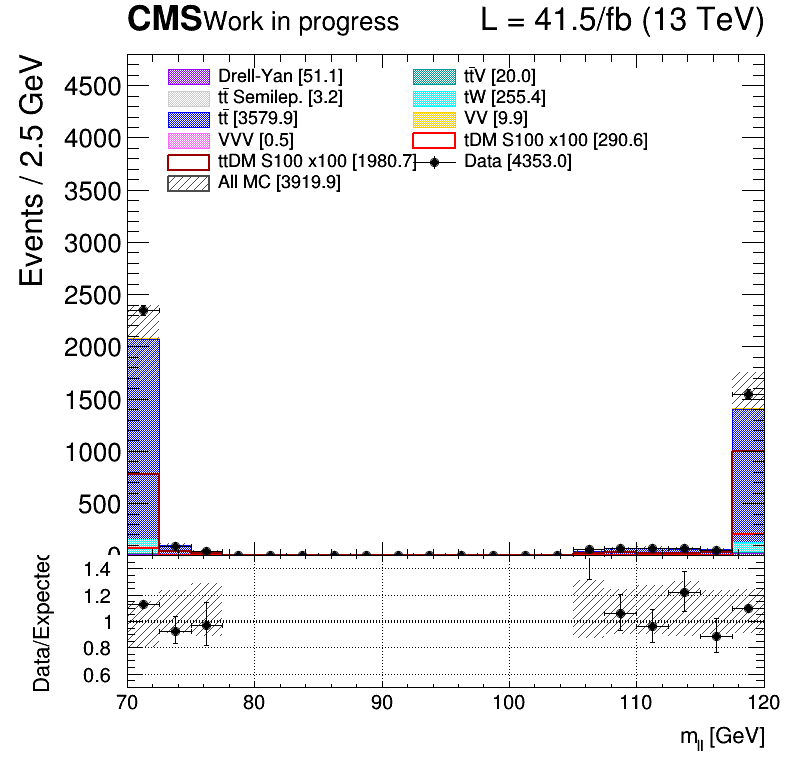 CMS Work in progress L = 41.5/fb (13 TeV)
Events / 2.5 GeV
4500
4000
3500
3000
2500
2000
1500
1000
500
0
Drell-Yan [51.1] tt̄V [20.0]
tt̄ Semilep. [3.2] tW [255.4]
tt̄ [3579.9] VV [9.9]
VVV [0.5] tDM S100 x100 [290.6]
ttDM S100 x100 [1980.7] Data [4353.0]
All MC [3919.9]
Data/Expected
1.4
1.2
1
0.8
0.6
70 80 90 100 110 120
m_ll [GeV]